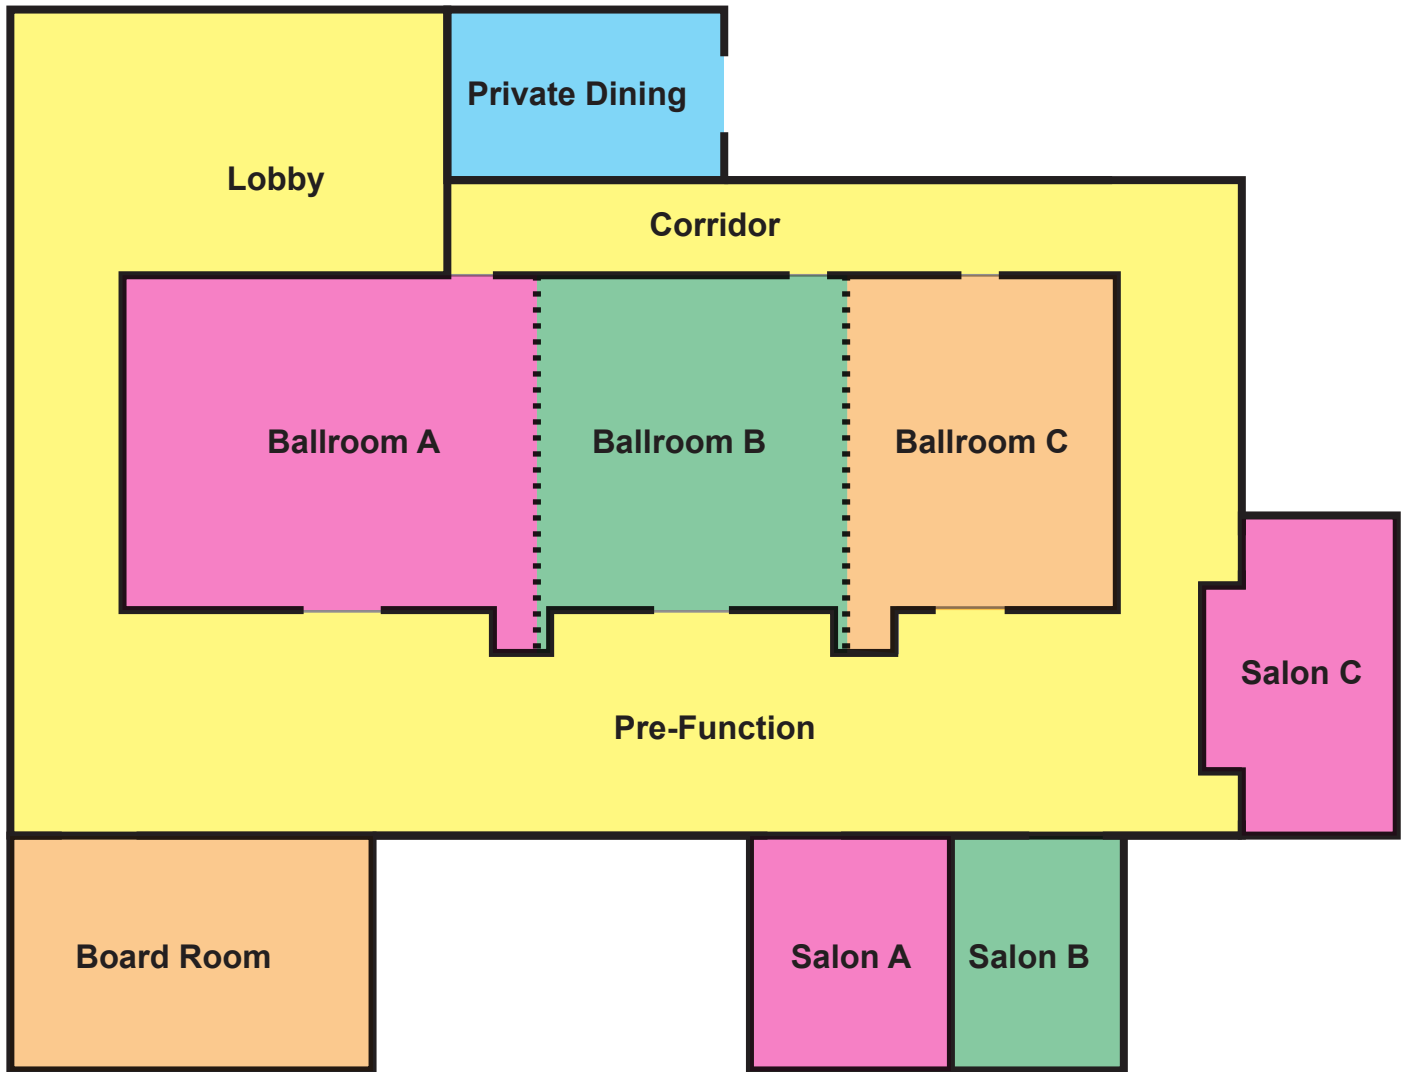 Private Dining
Lobby
Corridor
Ballroom A
Ballroom B
Ballroom C
Salon C
Pre-Function
Board Room
Salon A
Salon B